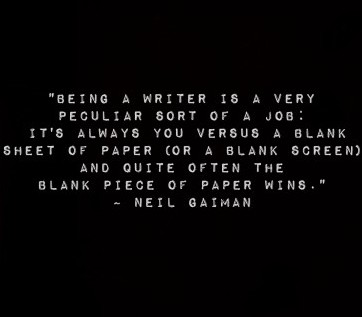 "BEING A WRITER IS A VERY
PECULIAR SORT OF A JOB:
IT'S ALWAYS YOU VERSUS A BLANK
SHEET OF PAPER (OR A BLANK SCREEN)
AND QUITE OFTEN THE
BLANK PIECE OF PAPER WINS."
~ NEIL GAIMAN